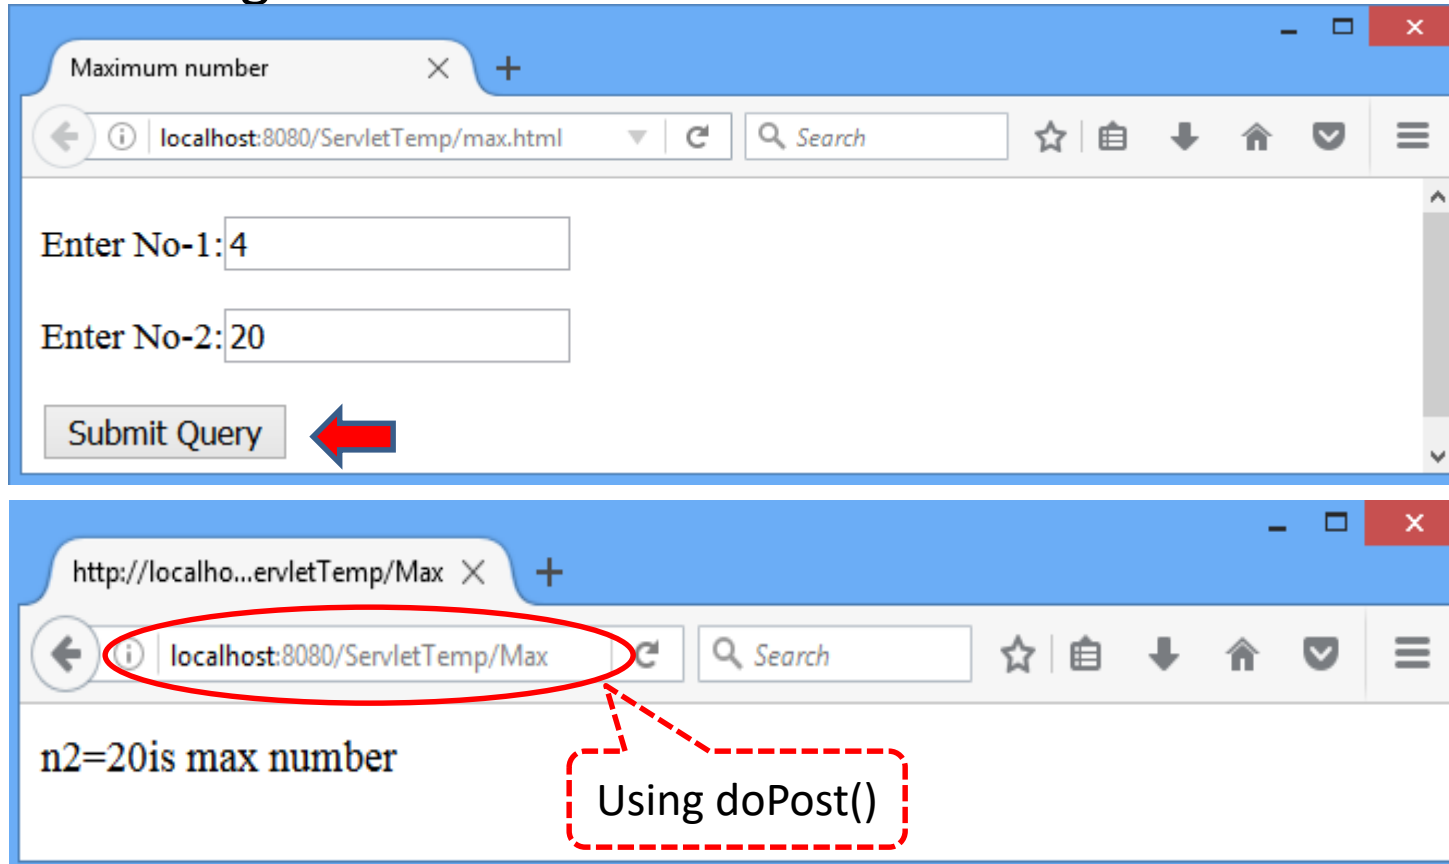 Maximum number
localhost:8080/ServletTemp/max.html
Search
Enter No-1: 4
Enter No-2: 20
Submit Query
http://localho...ervletTemp/Max
localhost:8080/ServletTemp/Max
Search
n2=20is max number
Using doPost()